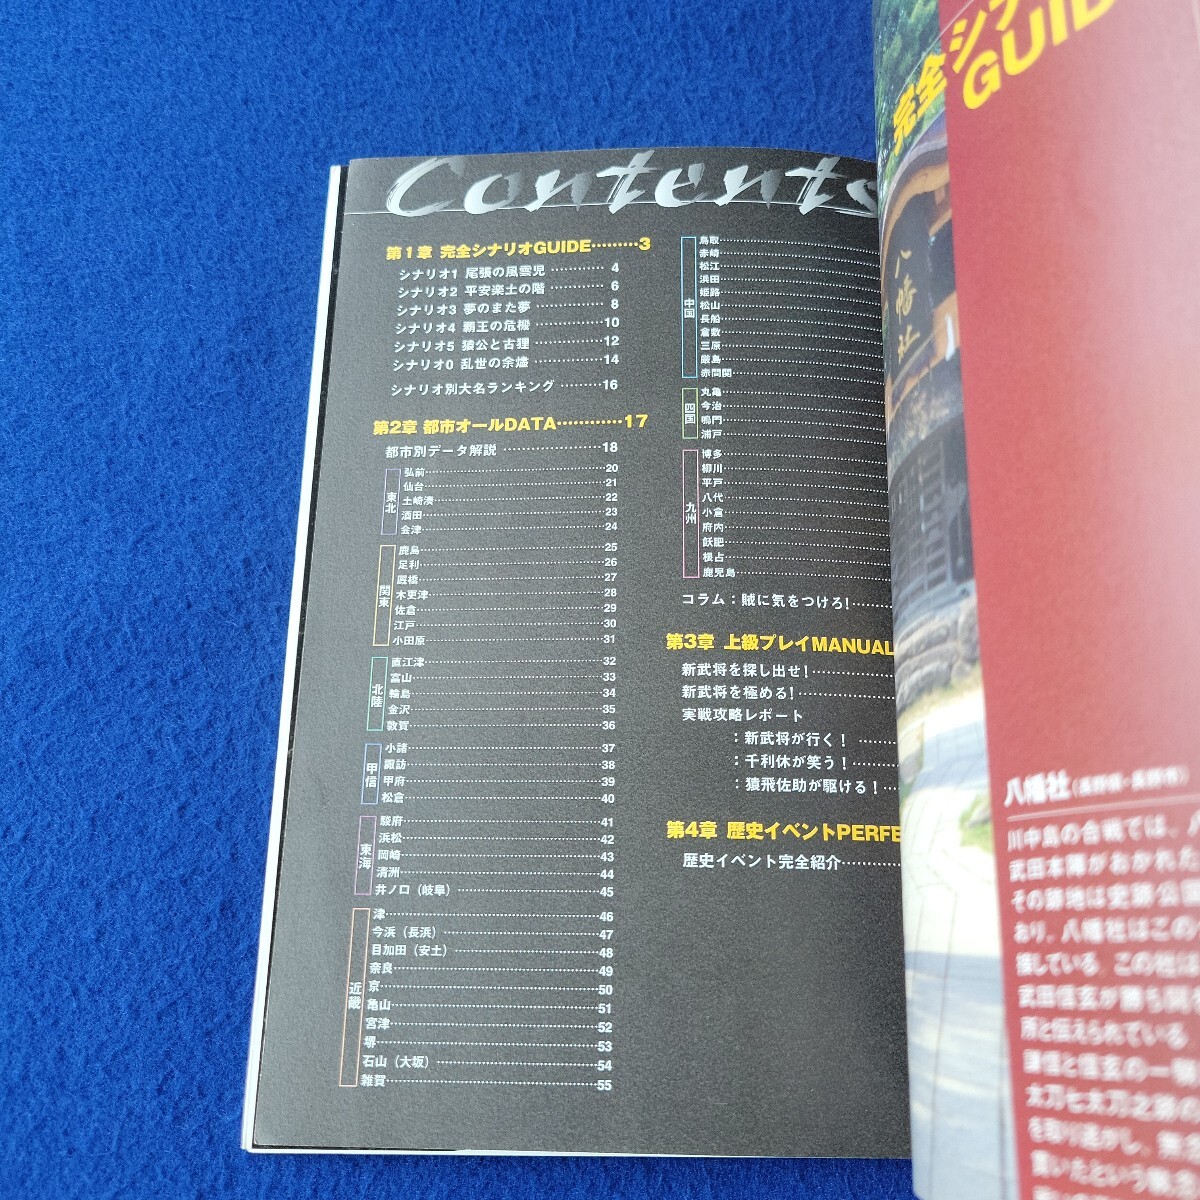 Contents
第1章 完全シナリオGUIDE………3
シナリオ1 尾張の風雲児 ………… 4
シナリオ2 平安楽土の階 ………… 6
シナリオ3 夢のまた夢 ………… 8
シナリオ4 覇王の危機 ………… 10
シナリオ5 猿公と古狸 ………… 12
シナリオ0 乱世の余燼 ………… 14
シナリオ別大名ランキング ………16
第2章 都市オールDATA…………17
都市別データ解説 ……………18
東北
弘前 20
仙台 21
土崎湊 22
酒田 23
会津 24
関東
鹿島 25
足利 26
厩橋 27
木更津 28
佐倉 29
江戸 30
小田原 31
北陸
直江津 32
富山 33
輪島 34
金沢 35
敦賀 36
甲信
小諸 37
諏訪 38
甲府 39
松倉 40
東海
駿府 41
浜松 42
岡崎 43
清洲 44
井ノ口（岐阜） 45
近畿
津 46
今浜（長浜） 47
目加田（安土） 48
奈良 49
京 50
亀山 51
宮津 52
堺 53
石山（大坂） 54
雑賀 55
中国
鳥取
赤崎
松江
浜田
姫路
松山
長船
倉敷
三原
厳島
赤間関
四国
丸亀
今治
鳴門
浦戸
九州
博多
柳川
平戸
八代
小倉
府内
飫肥
根占
鹿児島
コラム：賊に気をつけろ！………
第3章 上級プレイMANUAL
新武将を探し出せ！…………
新武将を極める！…………
実戦攻略レポート
：新武将が行く！ ……
：千利休が笑う！……
：猿飛佐助が駆ける！…
第4章 歴史イベントPERFE
歴史イベント完全紹介………
完全シナ
GUID
八幡社
八幡社（長野県・長野市）
川中島の合戦では、
武田本陣がおかれた
その跡地は史跡公
おり、八幡社はこの
接している。この社は
武田信玄が勝ち鬨
所と伝えられている。
謙信と信玄の一騎
太刀七太刀之跡の
を取り逃がし、無念
貫いたという執念